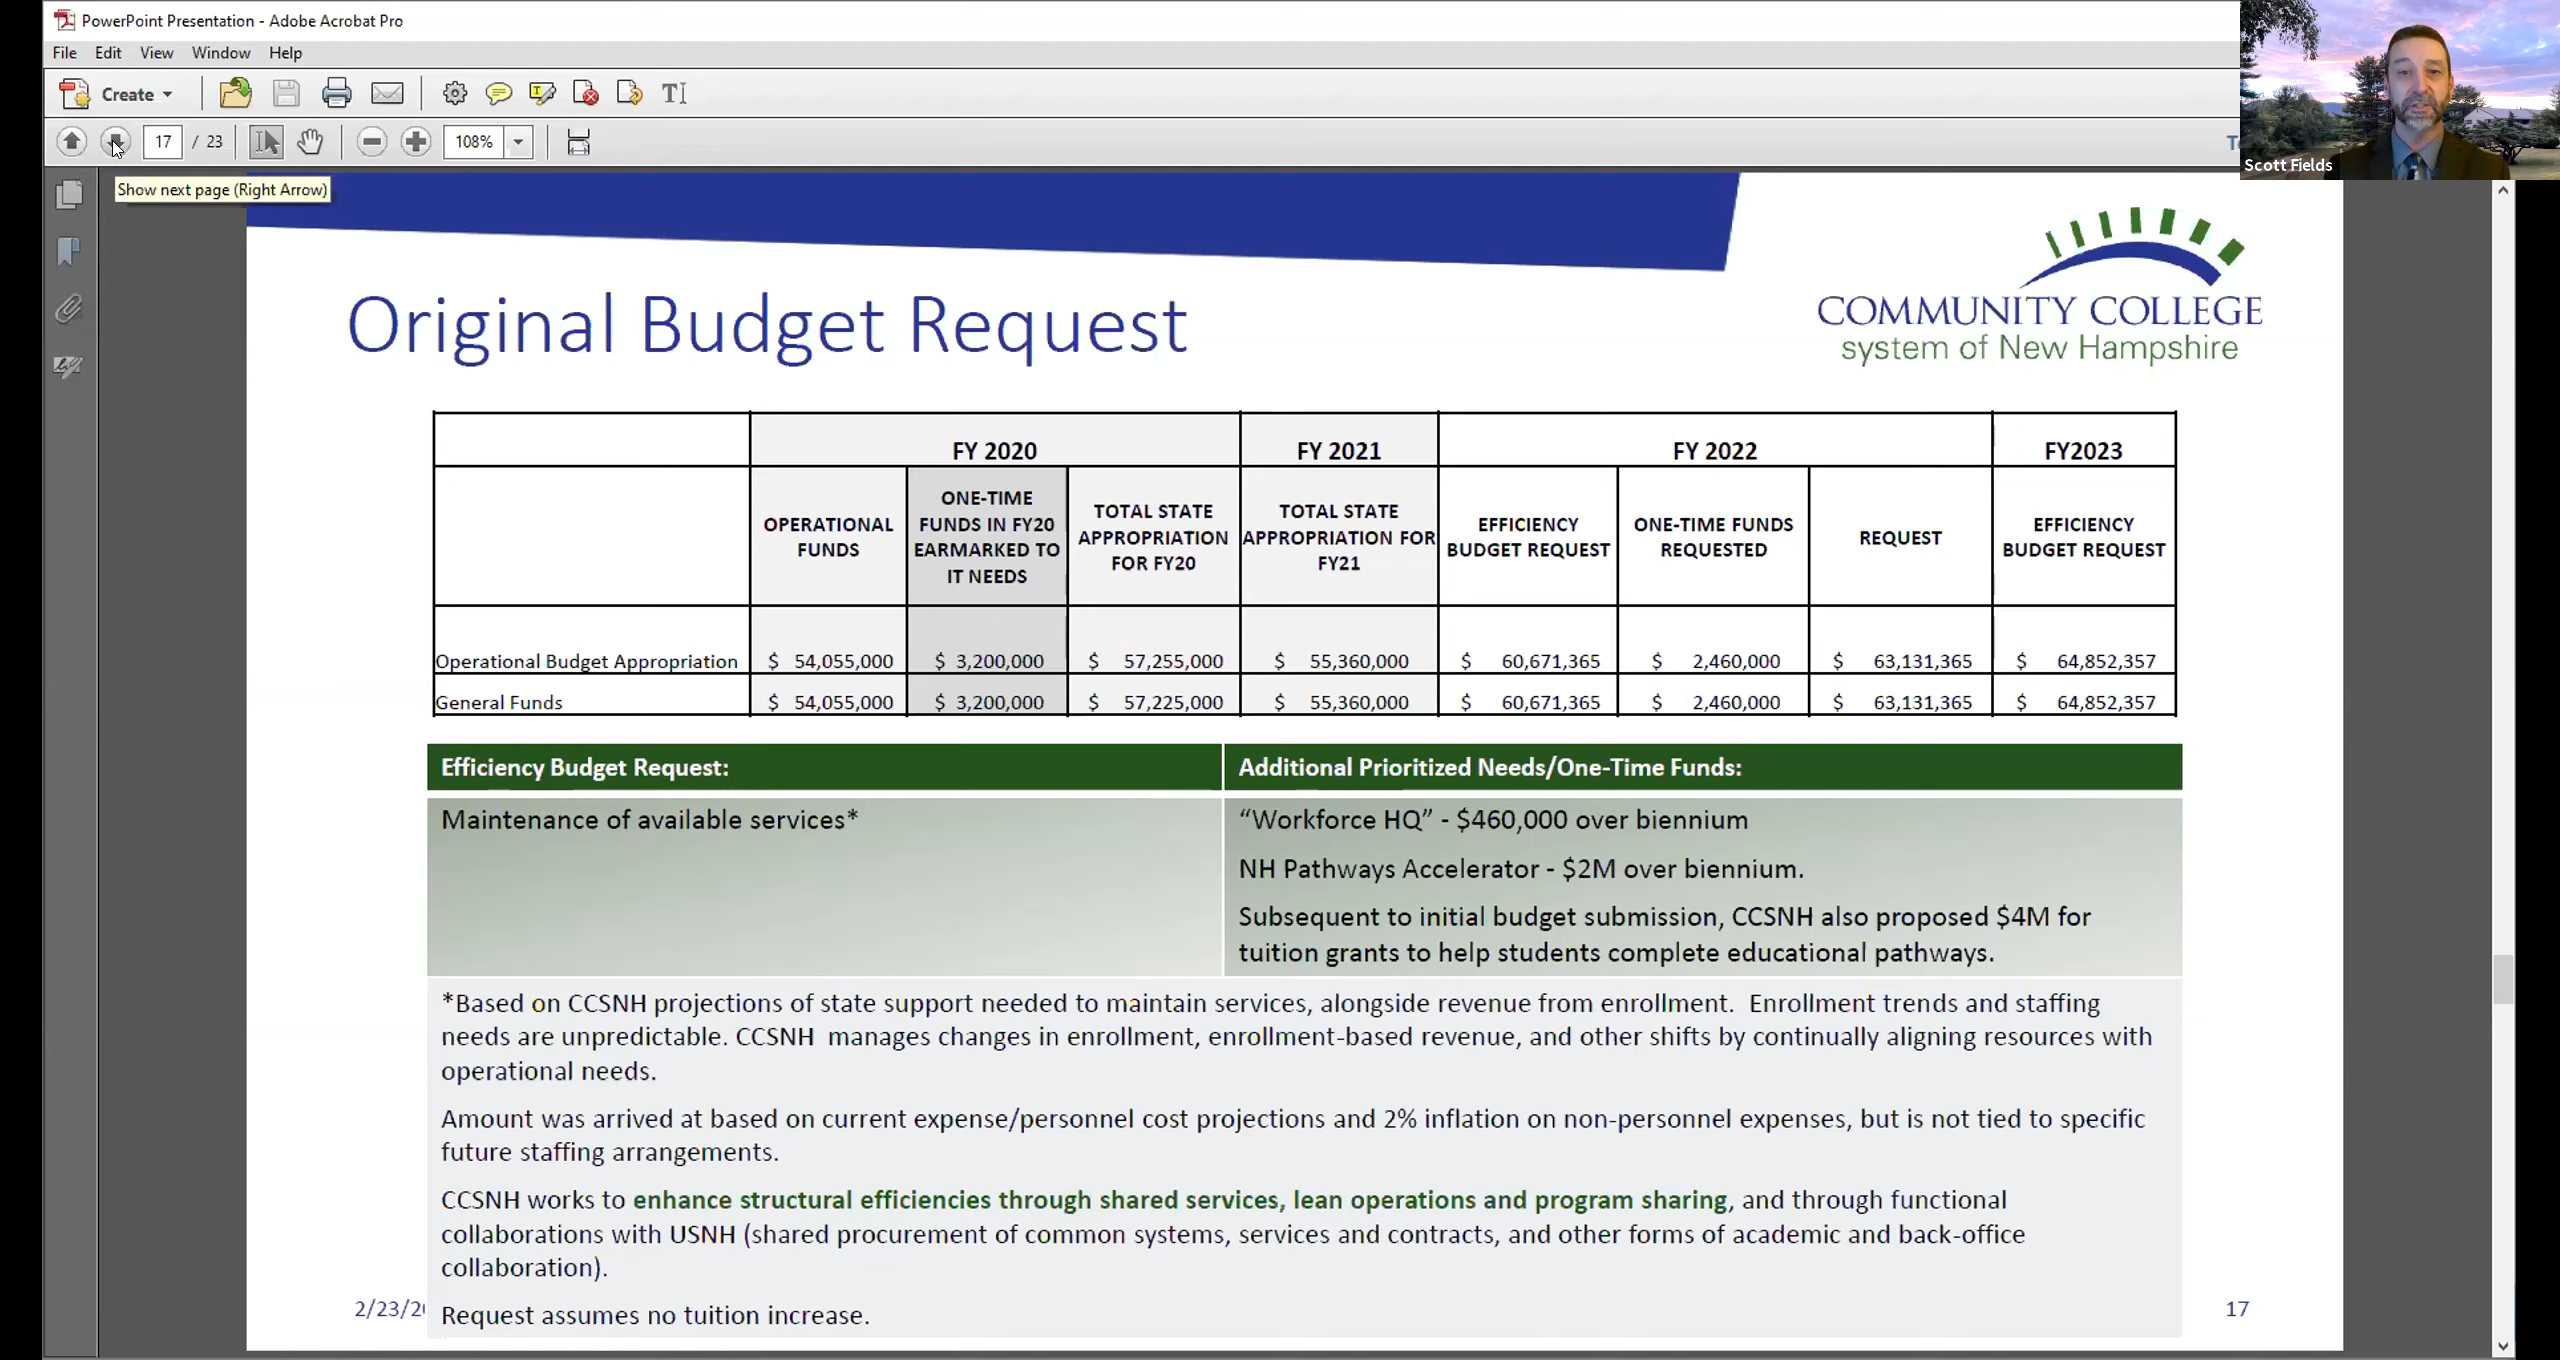 PowerPoint Presentation - Adobe Acrobat Pro
File Edit View Window Help
Create
17 / 23 108%
Show next page (Right Arrow)
Scott Fields
Original Budget Request
COMMUNITY COLLEGE
system of New Hampshire
FY 2020 FY 2021 FY 2022 FY2023
OPERATIONAL FUNDS
ONE-TIME FUNDS IN FY20 EARMARKED TO IT NEEDS
TOTAL STATE APPROPRIATION FOR FY20
TOTAL STATE APPROPRIATION FOR FY21
EFFICIENCY BUDGET REQUEST
ONE-TIME FUNDS REQUESTED
REQUEST
EFFICIENCY BUDGET REQUEST
Operational Budget Appropriation $ 54,055,000 $ 3,200,000 $ 57,255,000 $ 55,360,000 $ 60,671,365 $ 2,460,000 $ 63,131,365 $ 64,852,357
General Funds $ 54,055,000 $ 3,200,000 $ 57,225,000 $ 55,360,000 $ 60,671,365 $ 2,460,000 $ 63,131,365 $ 64,852,357
Efficiency Budget Request:
Maintenance of available services*
Additional Prioritized Needs/One-Time Funds:
“Workforce HQ” - $460,000 over biennium
NH Pathways Accelerator - $2M over biennium.
Subsequent to initial budget submission, CCSNH also proposed $4M for
tuition grants to help students complete educational pathways.
*Based on CCSNH projections of state support needed to maintain services, alongside revenue from enrollment. Enrollment trends and staffing
needs are unpredictable. CCSNH manages changes in enrollment, enrollment-based revenue, and other shifts by continually aligning resources with
operational needs.
Amount was arrived at based on current expense/personnel cost projections and 2% inflation on non-personnel expenses, but is not tied to specific
future staffing arrangements.
CCSNH works to enhance structural efficiencies through shared services, lean operations and program sharing, and through functional
collaborations with USNH (shared procurement of common systems, services and contracts, and other forms of academic and back-office
collaboration).
Request assumes no tuition increase.
17